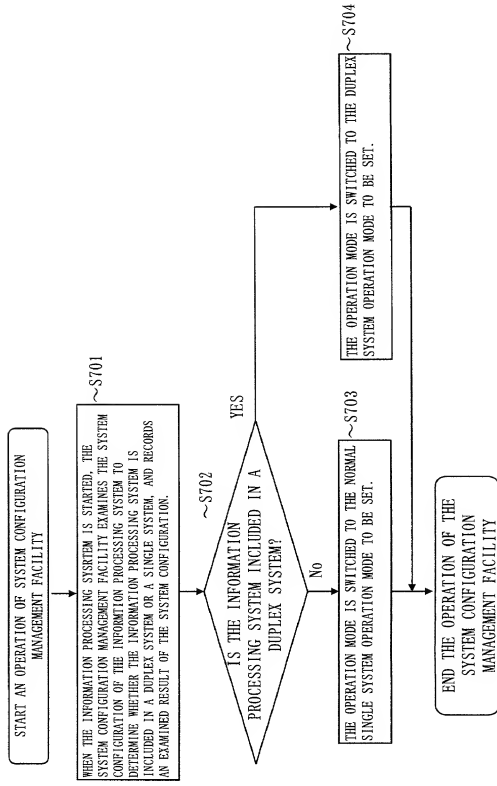 START AN OPERATION OF SYSTEM CONFIGURATION
MANAGEMENT FACILITY
~S701
WHEN THE INFORMATION PROCESSING SYSRTEM IS STARTED, THE
SYSTEM CONFIGURATION MANAGEMENT FACILITY EXAMINES THE SYSTEM
CONFIGURATION OF THE INFORMTION PROCESSING SYSTEM TO
DETERMINE WHETHER THE INFORMATION PROCESSING SYSTEM IS
INCLUDED IN A DUPLEX SYSTEM OR A SINGLE SYSTEM, AND RECORDS
AN EXAMINED RESULT OF THE SYSTEM CONFIGURATION.
~S702
IS THE INFORMATION
PROCESSING SYSTEM INCLUDED IN A
DUPLEX SYSTEM?
YES
No
~S703
THE OPERATION MODE IS SWITCHED TO THE NORMAL
SINGLE SYSTEM OPERATION MODE TO BE SET.
~S704
THE OPERATION MODE IS SWITCHED TO THE DUPLEX
SYSTEM OPERATION MODE TO BE SET.
END THE OPERATION OF THE
SYSTEM CONFIGURATION
MANAGEMENT FACILITY